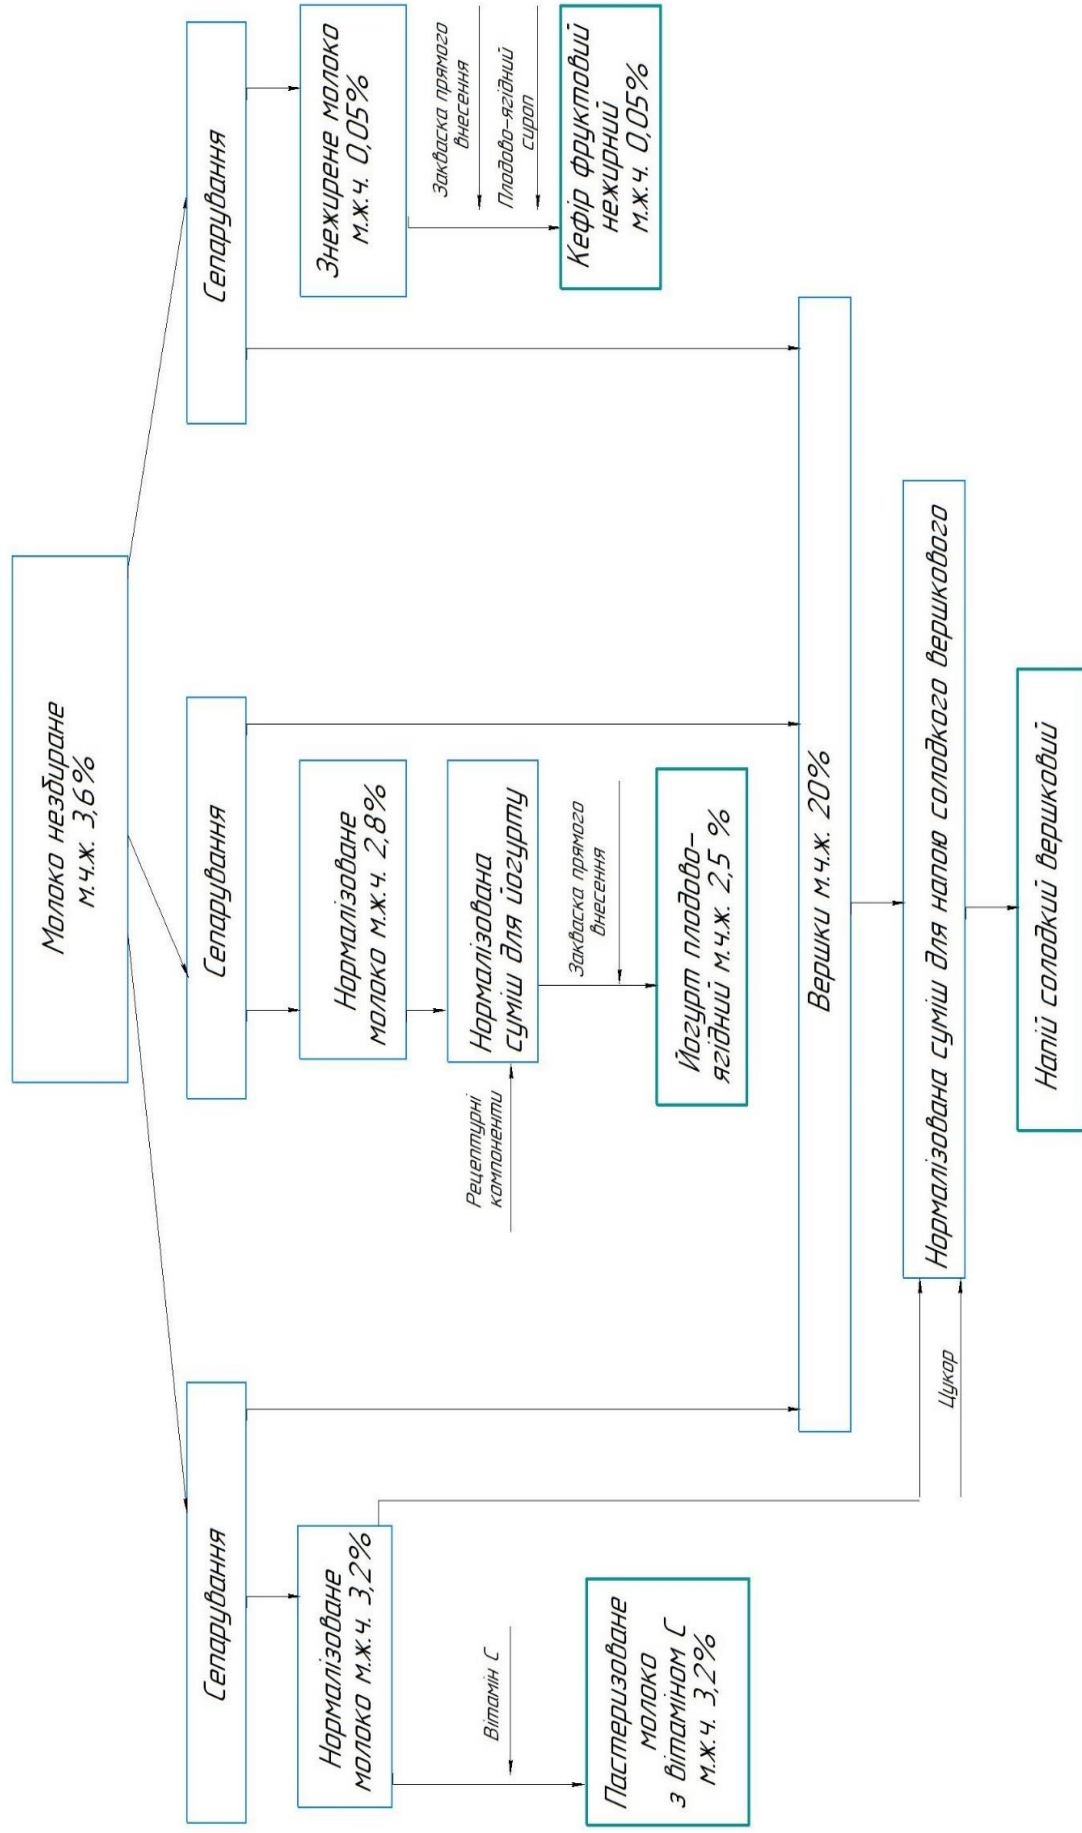 Молоко незбиране
м.ч.ж. 3,6%
Сепарування
Сепарування
Сепарування
Нормалізоване
молоко м.ж.ч. 3,2%
Нормалізоване
молоко м.ж.ч. 2,8%
Знежирене молоко
м.ж.ч. 0,05%
Вітамін С
Пастеризоване
молоко
з вітаміном С
м.ж.ч. 3,2%
Рецептурні
компоненти
Нормалізована
суміш для йогурту
Закваска прямого
внесення
Йогурт плодово-
ягідний м.ч.ж. 2,5 %
Закваска прямого
внесення
Плодово-ягідний
сироп
Кефір фруктовий
нежирний
м.ж.ч. 0,05%
Вершки м.ч.ж. 20%
Цукор
Нормалізована суміш для напою солодкого вершкового
Напій солодкий вершковий